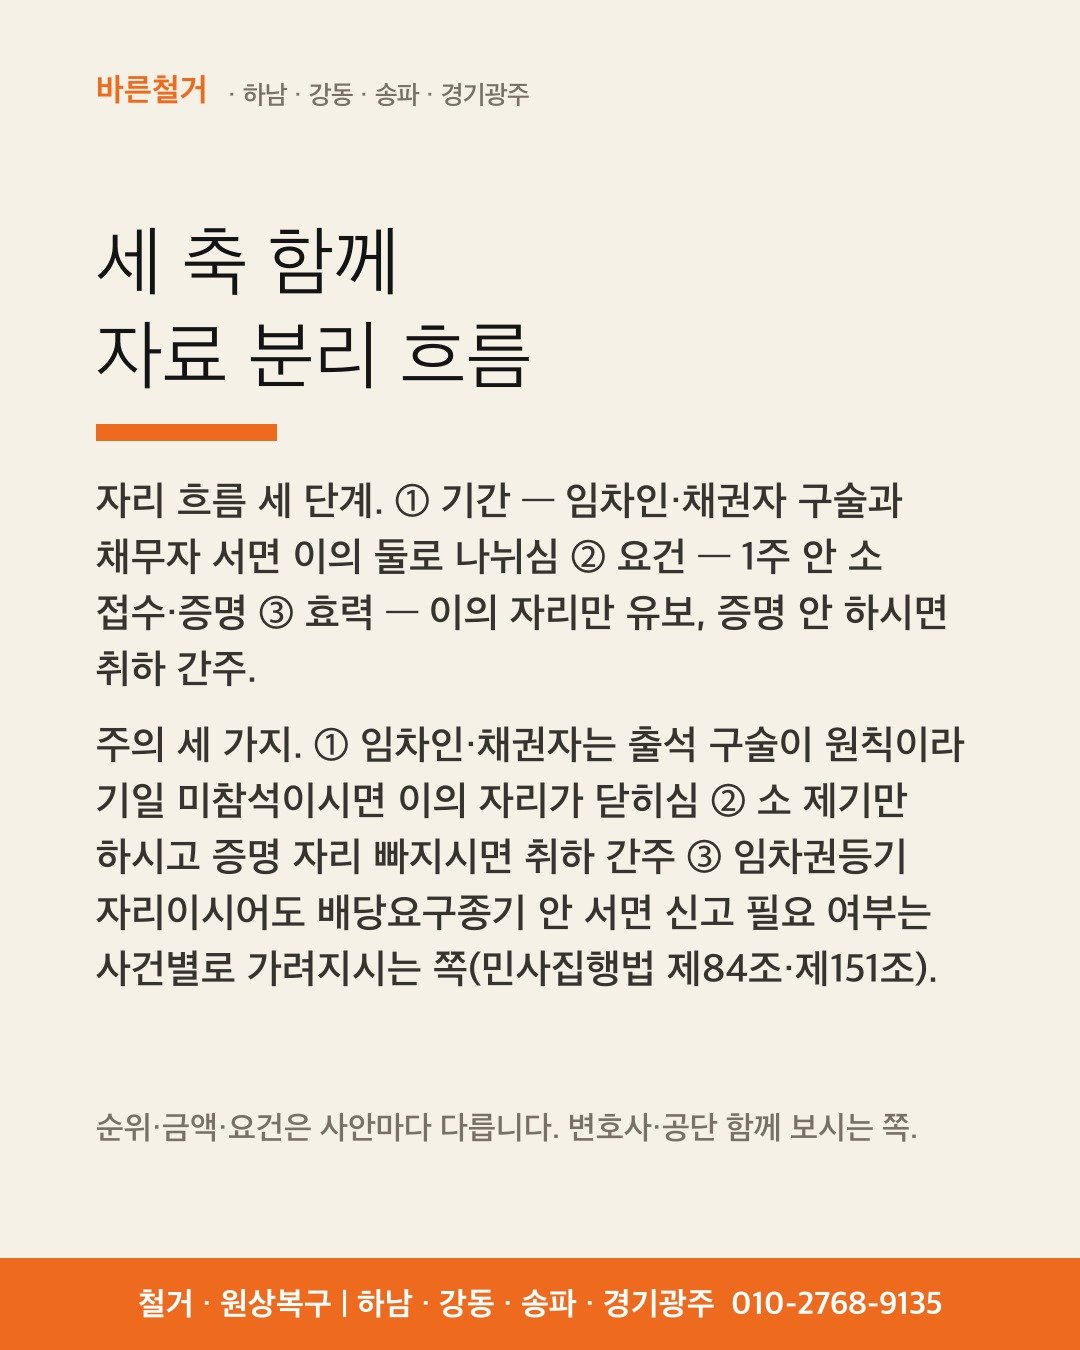 바른철거 · 하남 · 강동 · 송파 · 경기광주
세 축 함께
자료 분리 흐름
자리 흐름 세 단계. ① 기간 — 임차인·채권자 구술과
채무자 서면 이의 둘로 나뉘심 ② 요건 — 1주 안 소
접수·증명 ③ 효력 — 이의 자리만 유보, 증명 안 하시면
취하 간주.
주의 세 가지. ① 임차인·채권자는 출석 구술이 원칙이라
기일 미참석이시면 이의 자리가 닫히심 ② 소 제기만
하시고 증명 자리 빠지시면 취하 간주 ③ 임차권등기
자리이시어도 배당요구종기 안 서면 신고 필요 여부는
사건별로 가려지시는 쪽(민사집행법 제84조·제151조).
순위·금액·요건은 사안마다 다릅니다. 변호사·공단 함께 보시는 쪽.
철거 · 원상복구 | 하남 · 강동 · 송파 · 경기광주 010-2768-9135